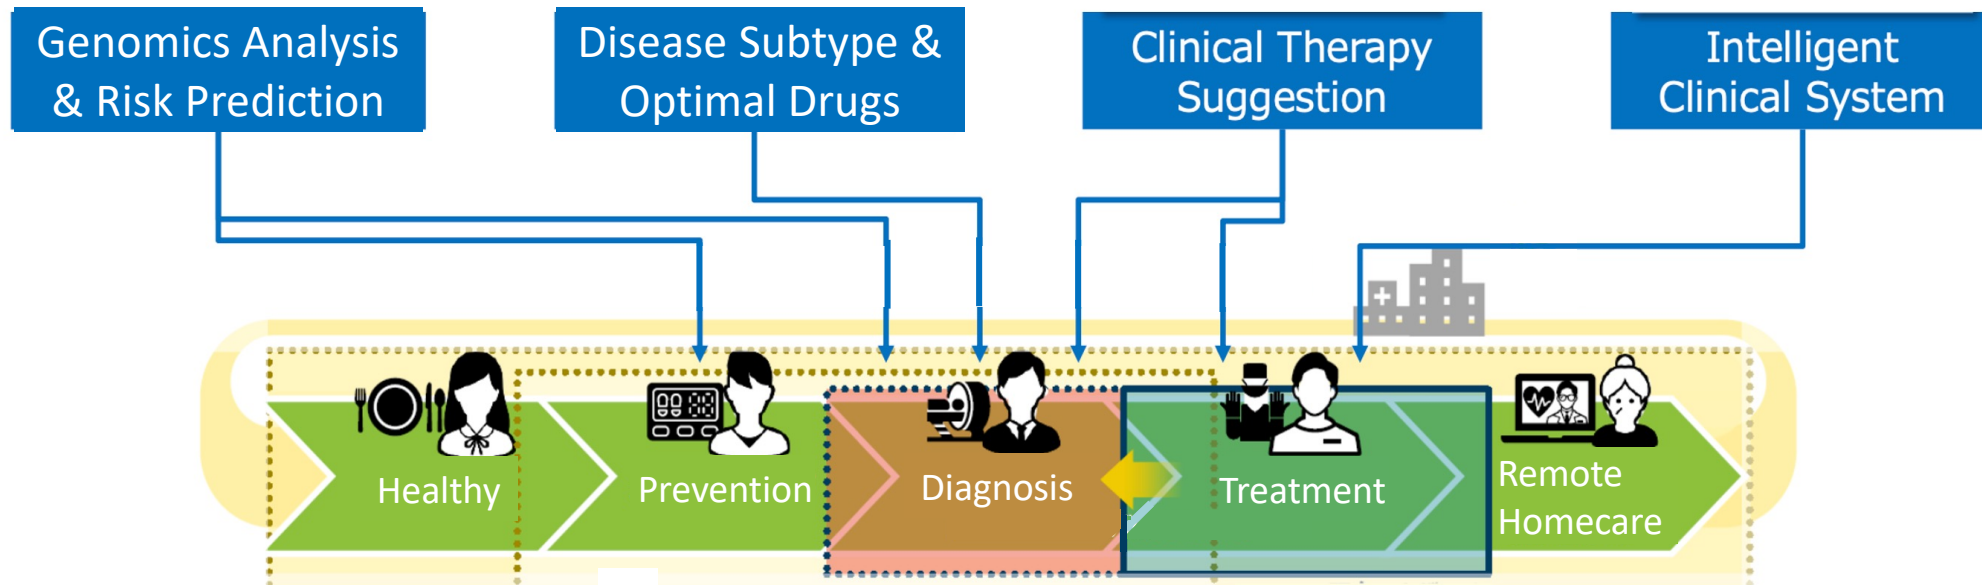 Genomics Analysis
& Risk Prediction
Disease Subtype &
Optimal Drugs
Clinical Therapy
Suggestion
Intelligent
Clinical System
Healthy
Prevention
Diagnosis
Treatment
Remote
Homecare